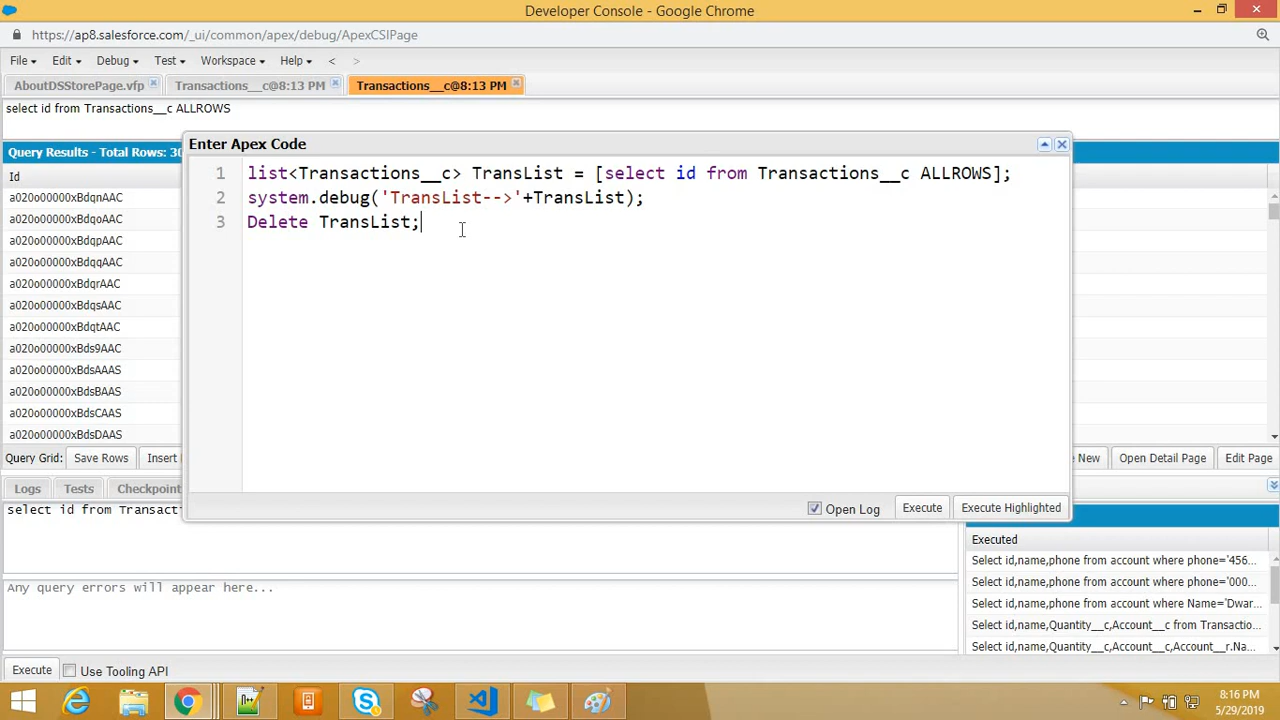 Developer Console - Google Chrome
https://ap8.salesforce.com/_ui/common/apex/debug/ApexCSIPage
File Edit Debug Test Workspace Help < >
AboutDSStorePage.vfp Transactions__c@8:13 PM Transactions__c@8:13 PM
select id from Transactions__c ALLROWS
Query Results - Total Rows: 30
Id
a020o00000xBdqnAAC
a020o00000xBdqoAAC
a020o00000xBdqpAAC
a020o00000xBdqqAAC
a020o00000xBdqrAAC
a020o00000xBdqsAAC
a020o00000xBdqtAAC
a020o00000xBds9AAC
a020o00000xBdsAAAS
a020o00000xBdsBAAS
a020o00000xBdsCAAS
a020o00000xBdsDAAS
Enter Apex Code
1 list<Transactions__c> TransList = [select id from Transactions__c ALLROWS];
2 system.debug('TransList-->'+TransList);
3 Delete TransList;
Open Log Execute Execute Highlighted
Query Grid: Save Rows Insert New Open Detail Page Edit Page
Logs Tests Checkpoint
select id from Transac
Any query errors will appear here...
Executed
Select id,name,phone from account where phone='456...
Select id,name,phone from account where phone='000...
Select id,name,phone from account where Name='Dwar...
Select id,name,Quantity__c,Account__c from Transactio...
Select id,name,Quantity__c,Account__c,Account__r.Na...
Execute Use Tooling API
8:16 PM
5/29/2019